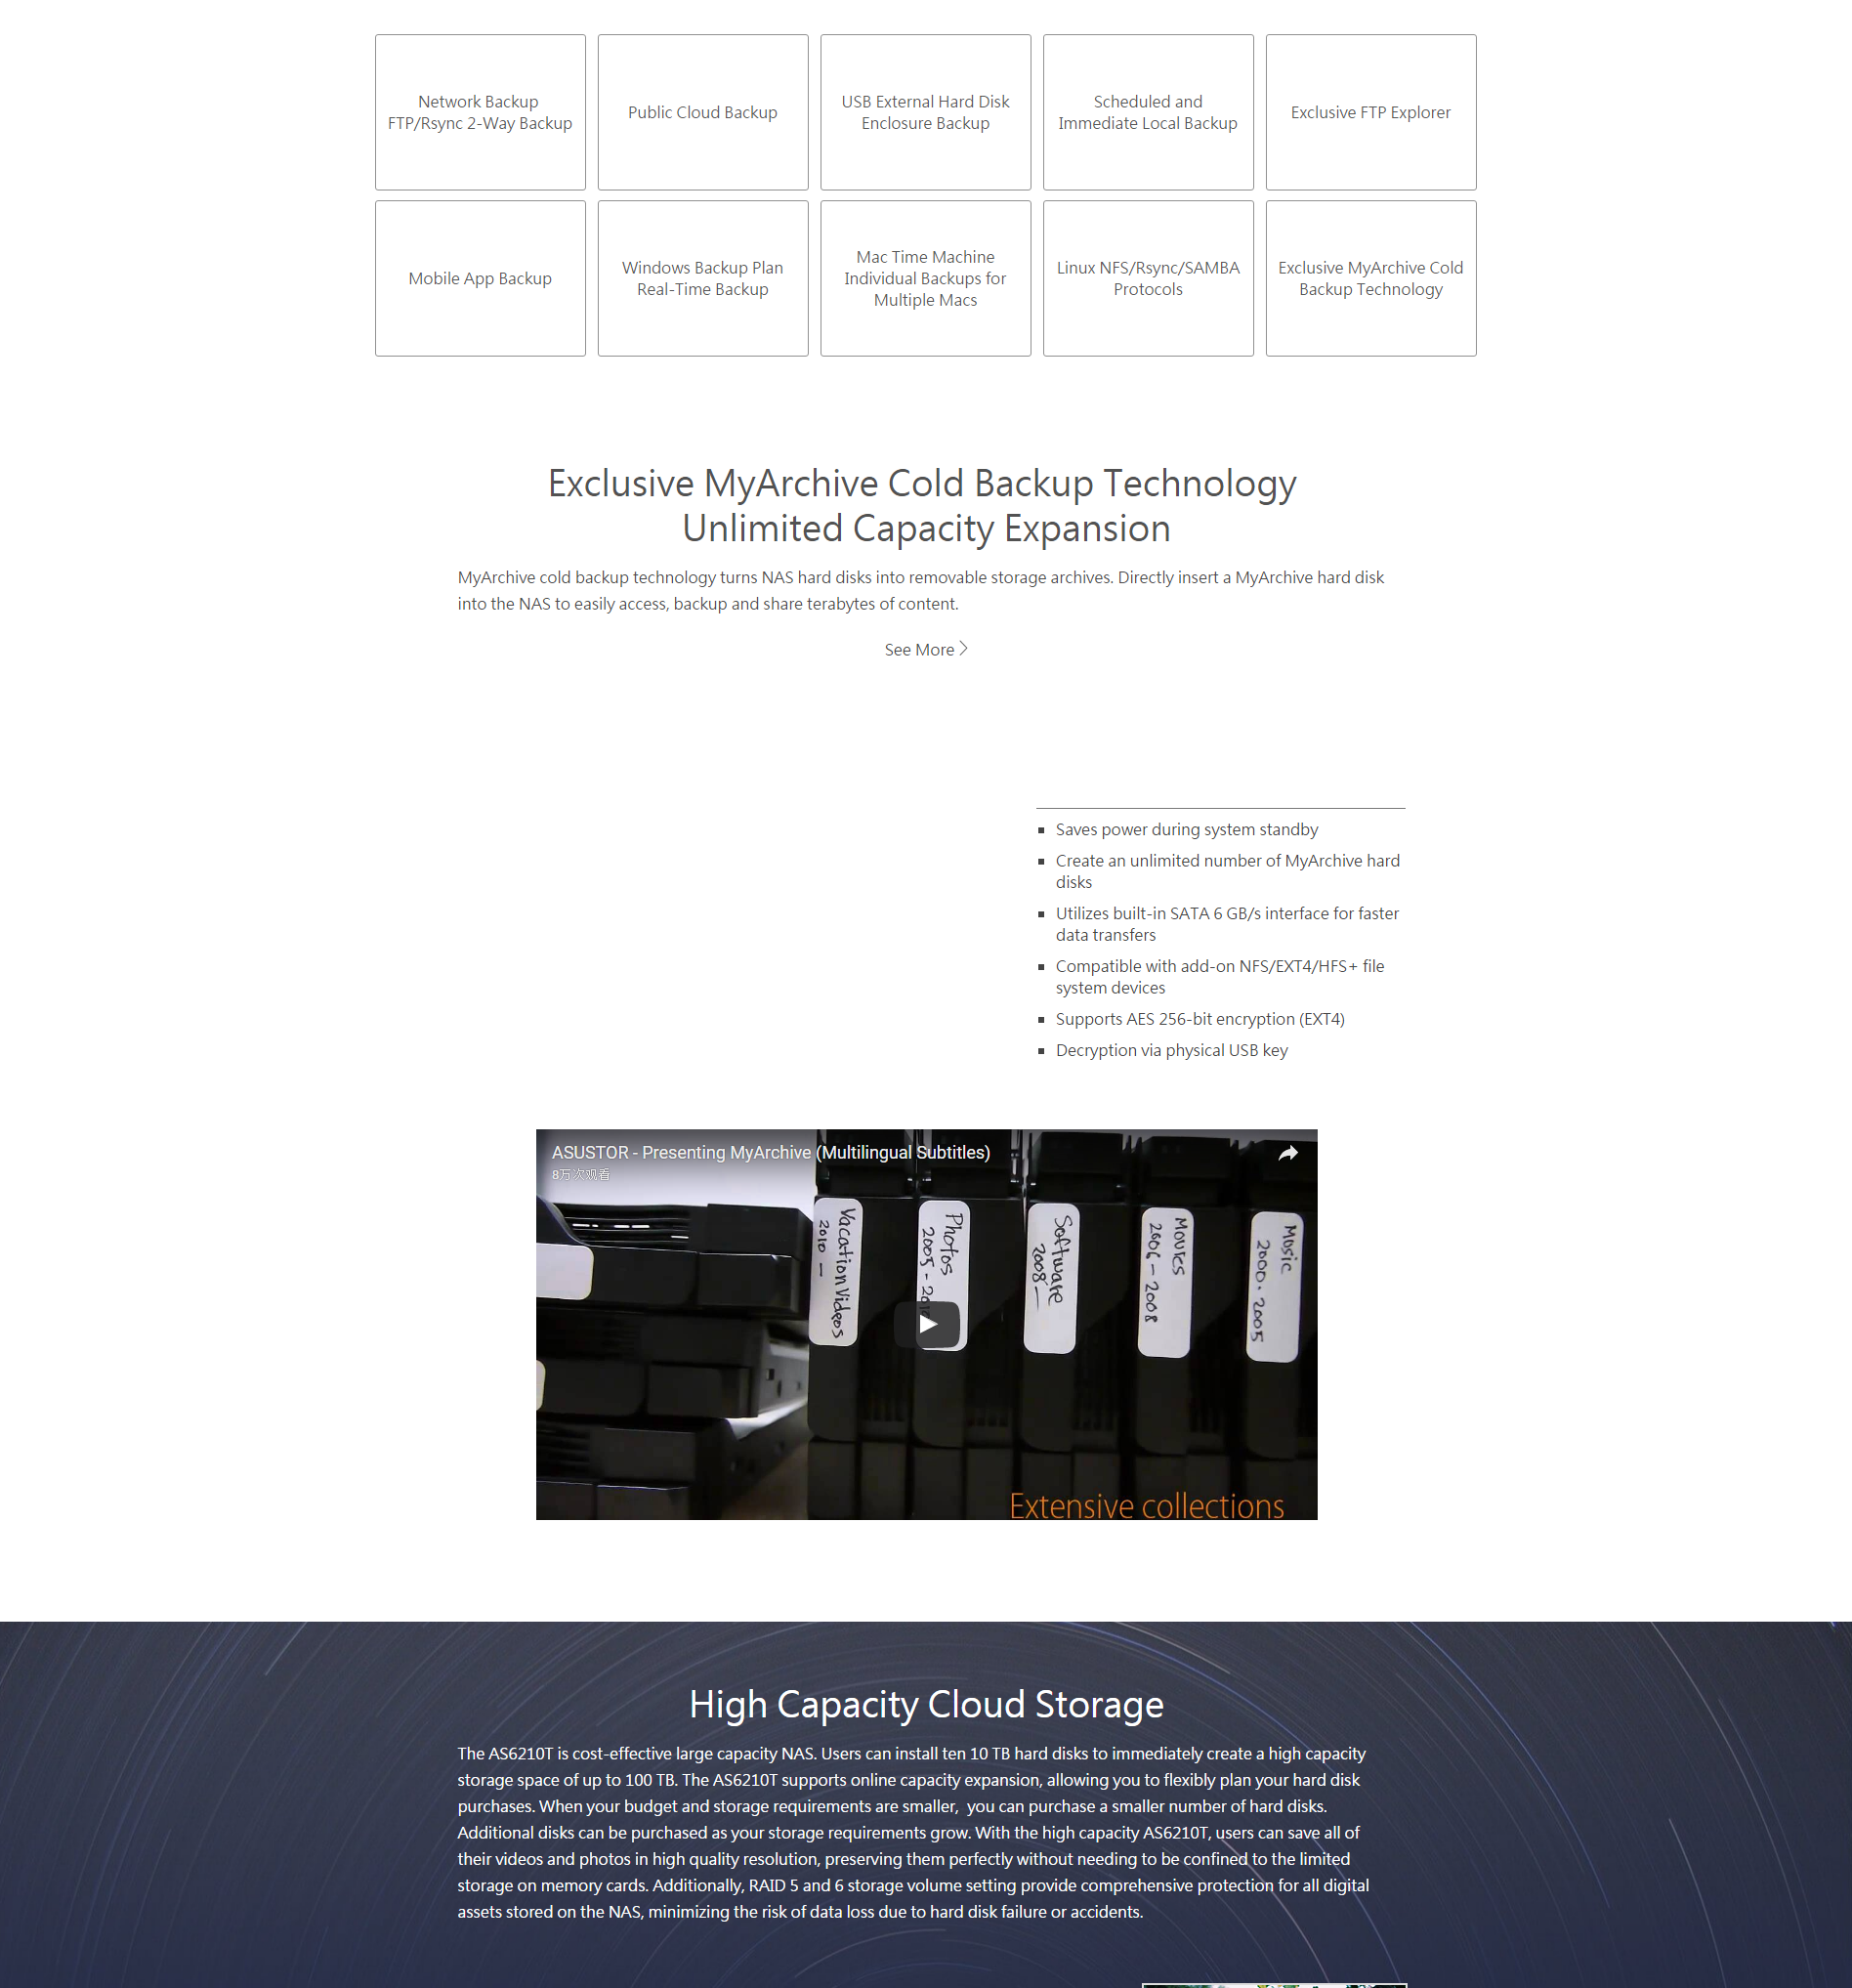 Network Backup
FTP/Rsync 2-Way Backup
Public Cloud Backup
USB External Hard Disk
Enclosure Backup
Scheduled and
Immediate Local Backup
Exclusive FTP Explorer
Mobile App Backup
Windows Backup Plan
Real-Time Backup
Mac Time Machine
Individual Backups for
Multiple Macs
Linux NFS/Rsync/SAMBA
Protocols
Exclusive MyArchive Cold
Backup Technology
Exclusive MyArchive Cold Backup Technology
Unlimited Capacity Expansion
MyArchive cold backup technology turns NAS hard disks into removable storage archives. Directly insert a MyArchive hard disk
into the NAS to easily access, backup and share terabytes of content.
See More
Saves power during system standby
Create an unlimited number of MyArchive hard
disks
Utilizes built-in SATA 6 GB/s interface for faster
data transfers
Compatible with add-on NFS/EXT4/HFS+ file
system devices
Supports AES 256-bit encryption (EXT4)
Decryption via physical USB key
ASUSTOR - Presenting MyArchive (Multilingual Subtitles)
8万次观看
Vacation Videos
2010 —
Photos
2005 - 2010
Software
2008 —
Movies
2006 - 2008
Music
2000 . 2005
Extensive collections
High Capacity Cloud Storage
The AS6210T is cost-effective large capacity NAS. Users can install ten 10 TB hard disks to immediately create a high capacity
storage space of up to 100 TB. The AS6210T supports online capacity expansion, allowing you to flexibly plan your hard disk
purchases. When your budget and storage requirements are smaller,  you can purchase a smaller number of hard disks.
Additional disks can be purchased as your storage requirements grow. With the high capacity AS6210T, users can save all of
their videos and photos in high quality resolution, preserving them perfectly without needing to be confined to the limited
storage on memory cards. Additionally, RAID 5 and 6 storage volume setting provide comprehensive protection for all digital
assets stored on the NAS, minimizing the risk of data loss due to hard disk failure or accidents.